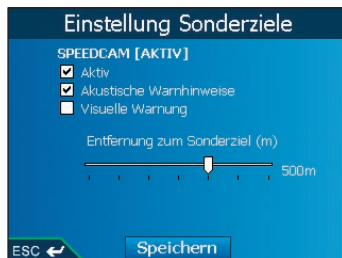 Einstellung Sonderziele
SPEEDCAM [AKTIV]
Aktiv
Akustische Warnhinweise
Visuelle Warnung
Entfernung zum Sonderziel (m)
500m
ESC
Speichern